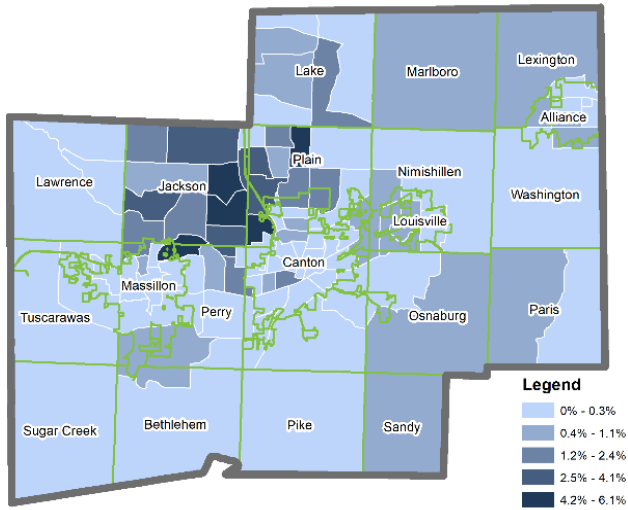 Lexington
Lake
Marlboro
Alliance
Plain
Nimishillen
Lawrence
Jackson
Washington
Louisville
Canton
Massillon
Tuscarawas
Perry
Osnaburg
Paris
Sugar Creek
Bethlehem
Pike
Sandy
Legend
0% - 0.3%
0.4% - 1.1%
1.2% - 2.4%
2.5% - 4.1%
4.2% - 6.1%